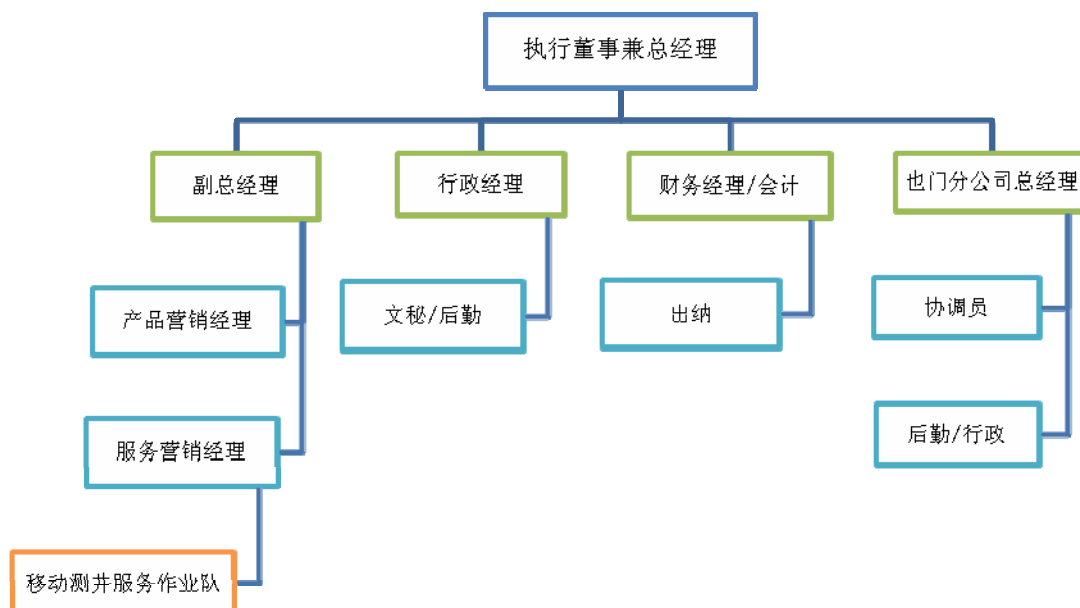 执行董事兼总经理
副总经理
行政经理
财务经理/会计
也门分公司总经理
产品营销经理
文秘/后勤
出纳
协调员
服务营销经理
后勤/行政
移动测井服务作业队